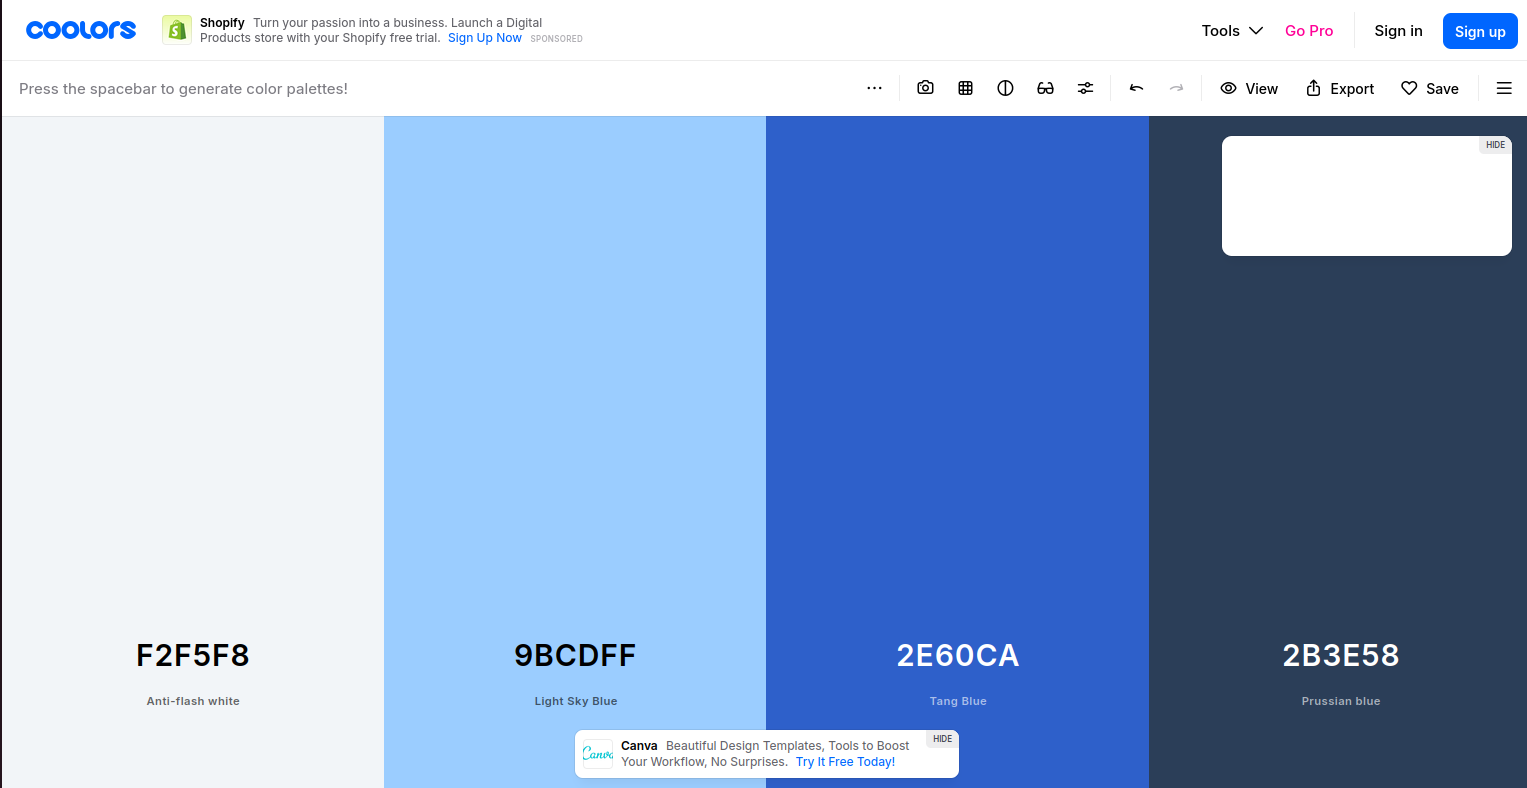 coolors
Shopify Turn your passion into a business. Launch a Digital
Products store with your Shopify free trial. Sign Up Now SPONSORED
Tools Go Pro Sign in Sign up
Press the spacebar to generate color palettes!
View Export Save
HIDE
F2F5F8 9BCDFF 2E60CA 2B3E58
Anti-flash white Light Sky Blue Tang Blue Prussian blue
HIDE
Canva
Canva Beautiful Design Templates, Tools to Boost
Your Workflow, No Surprises. Try It Free Today!